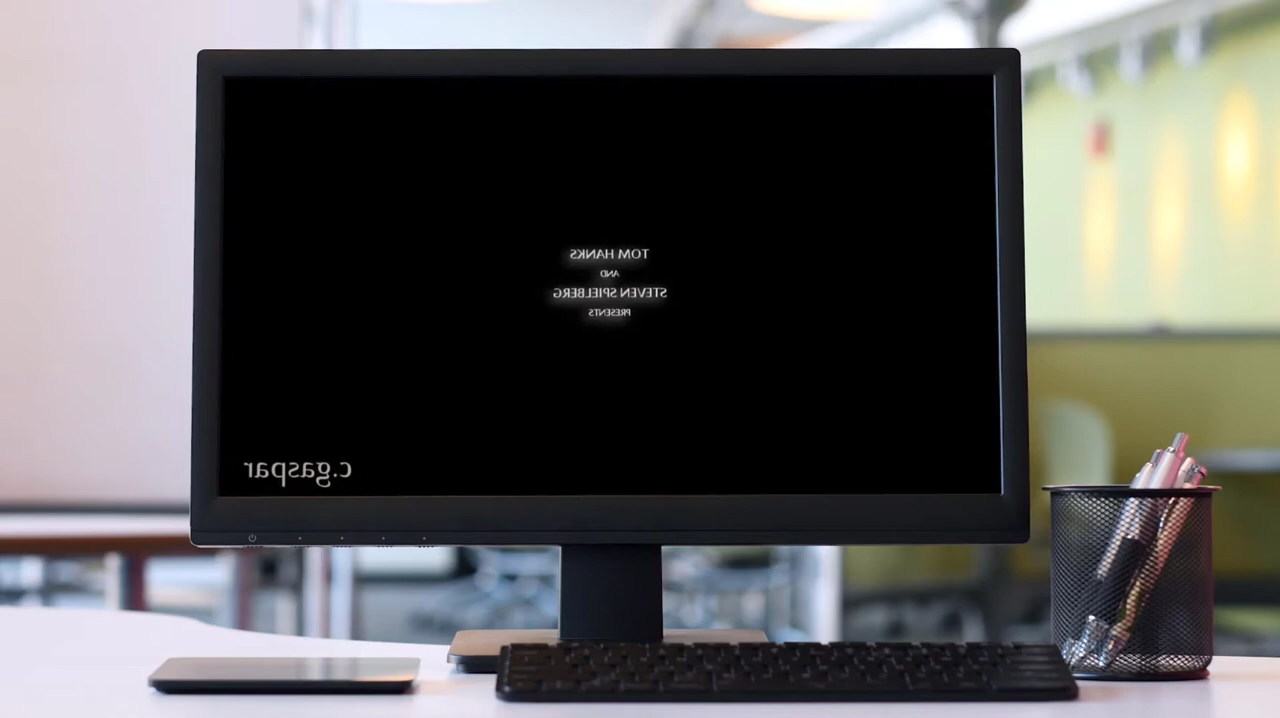 TOM HANKS
AND
STEVEN SPIELBERG
PRESENTS
c.gaspar